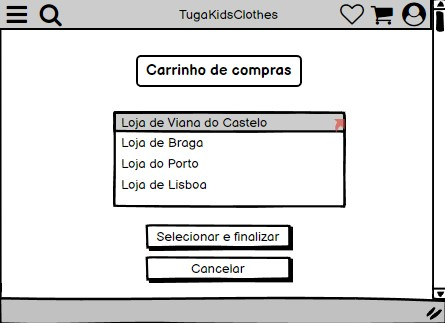 TugaKidsClothes
Carrinho de compras
Loja de Viana do Castelo
Loja de Braga
Loja do Porto
Loja de Lisboa
Selecionar e finalizar
Cancelar